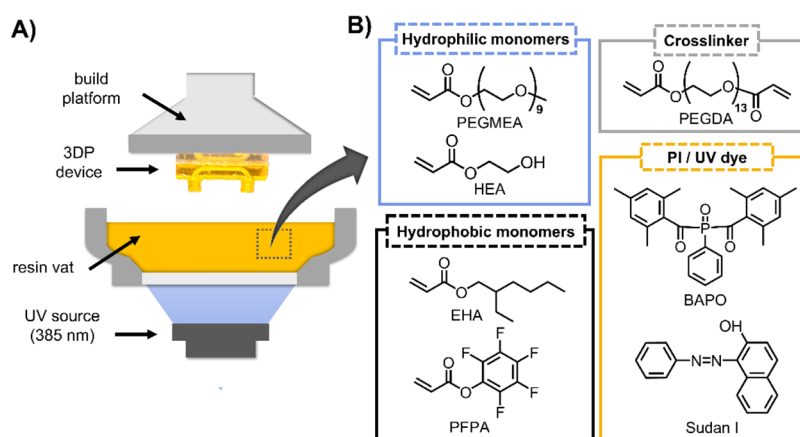 A)
build
platform
3DP
device
resin vat
UV source
(385 nm)
B)
Hydrophilic monomers
O
O
O
9
PEGMEA
O
O
OH
HEA
Crosslinker
O
O
O
O
13
O
PEGDA
Hydrophobic monomers
O
O
EHA
O
O
F
F
F
F
F
PFPA
PI / UV dye
O
P
O
O
BAPO
OH
N=N
Sudan I